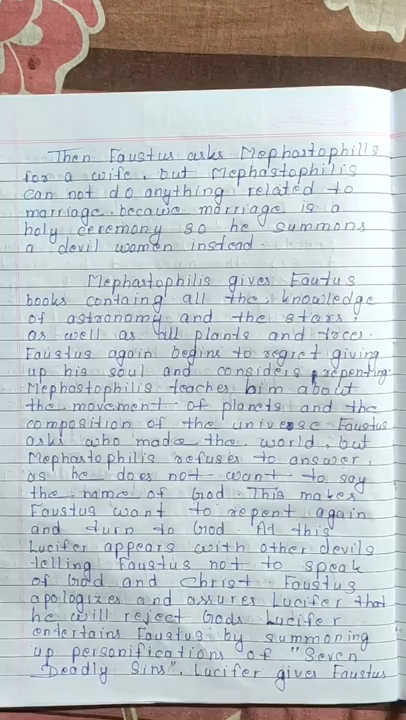 Then Faustus asks Mephastophills
for a wife, but Mephastophilis
can not do anything related to
marriage, because marriage is a
holy ceremony so he summons
a devil women instead.
Mephastophilis gives Fautus
books containg all the knowledge
of astronomy and the stars,
as well as all plants and trees.
Faustus again begins to regret giving
up his soul and considers repenting.
Mephostophilis teaches him about
the movement of planets and the
composition of the universe. Faustus
asks who made the world, but
Mephastophilis refuses to answer,
as he does not want to say
the name of God. This makes
Faustus want to repent again
and turn to God. At this
Lucifer appears with other devils
telling Faustus not to speak
of God and Christ. Faustus
apologizes and assures Lucifer that
he will reject Gods. Lucifer
entertains Faustus by summoning
up personifications of "Seven
Deadly Sins". Lucifer gives Faustus